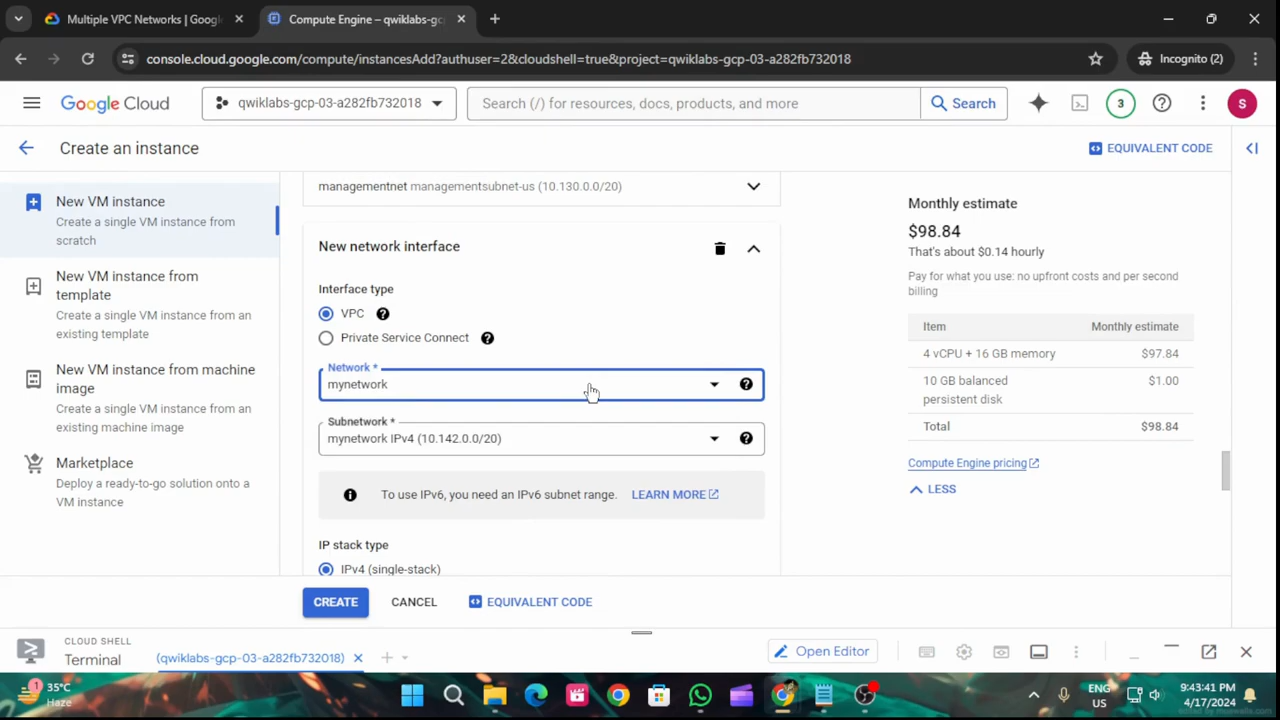 Multiple VPC Networks | Google
Compute Engine – qwiklabs-gc
console.cloud.google.com/compute/instancesAdd?authuser=2&cloudshell=true&project=qwiklabs-gcp-03-a282fb732018
Incognito (2)
Google Cloud
qwiklabs-gcp-03-a282fb732018
Search (/) for resources, docs, products, and more
Search
3
S
Create an instance
EQUIVALENT CODE
New VM instance
Create a single VM instance from
scratch
New VM instance from
template
Create a single VM instance from an
existing template
New VM instance from machine
image
Create a single VM instance from an
existing machine image
Marketplace
Deploy a ready-to-go solution onto a
VM instance
managementnet managementsubnet-us (10.130.0.0/20)
New network interface
Interface type
VPC
Private Service Connect
Network *
mynetwork
Subnetwork *
mynetwork IPv4 (10.142.0.0/20)
To use IPv6, you need an IPv6 subnet range. LEARN MORE
IP stack type
IPv4 (single-stack)
CREATE
CANCEL
EQUIVALENT CODE
Monthly estimate
$98.84
That's about $0.14 hourly
Pay for what you use: no upfront costs and per second
billing
Item Monthly estimate
4 vCPU + 16 GB memory $97.84
10 GB balanced $1.00
persistent disk
Total $98.84
Compute Engine pricing
LESS
CLOUD SHELL
Terminal
(qwiklabs-gcp-03-a282fb732018)
Open Editor
1
35°C
Haze
ENG
US
9:43:41 PM
4/17/2024